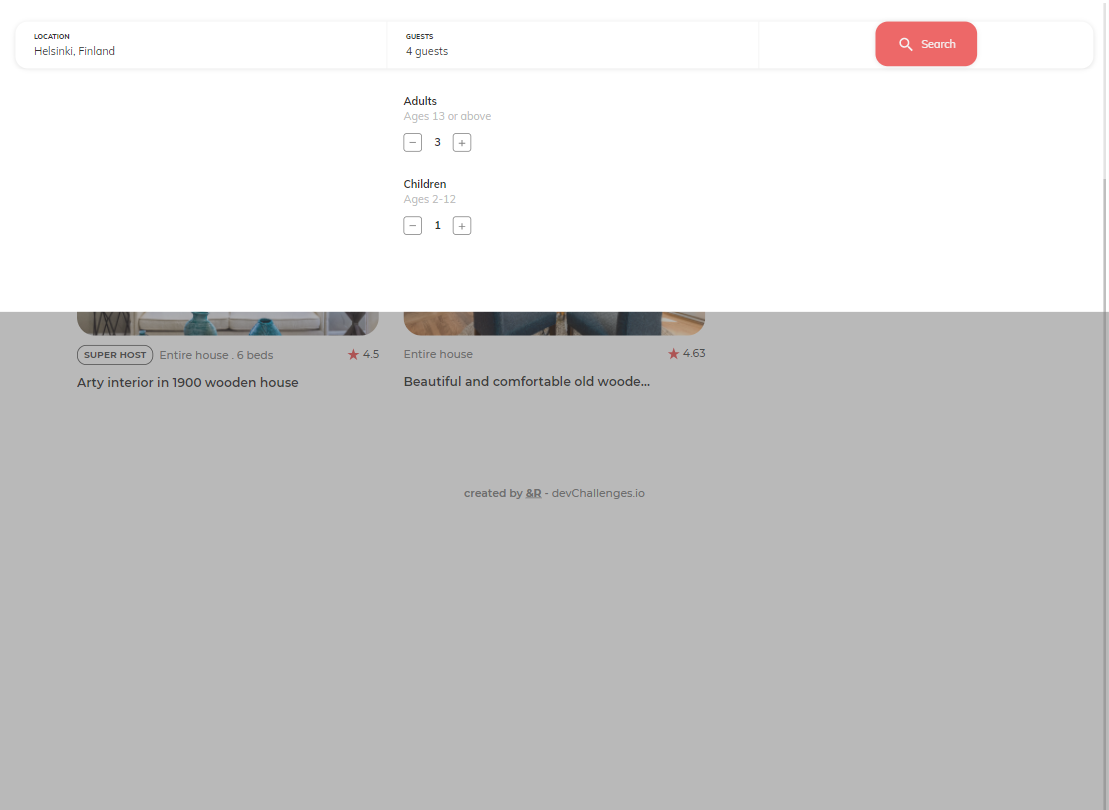 LOCATION
Helsinki, Finland
GUESTS
4 guests
Search
Adults
Ages 13 or above
− 3 +
Children
Ages 2-12
− 1 +
SUPER HOST Entire house . 6 beds 4.5
Arty interior in 1900 wooden house
Entire house 4.63
Beautiful and comfortable old woode...
created by &R - devChallenges.io